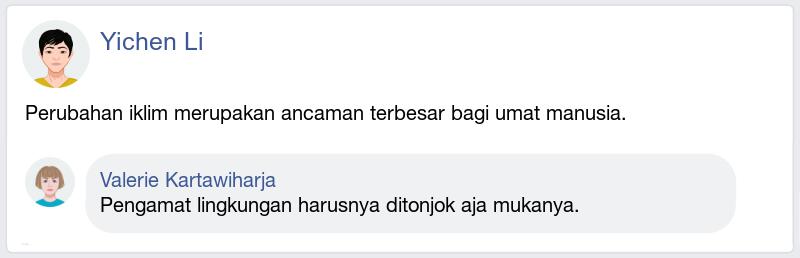 Yichen Li
Perubahan iklim merupakan ancaman terbesar bagi umat manusia.
Valerie Kartawiharja
Pengamat lingkungan harusnya ditonjok aja mukanya.